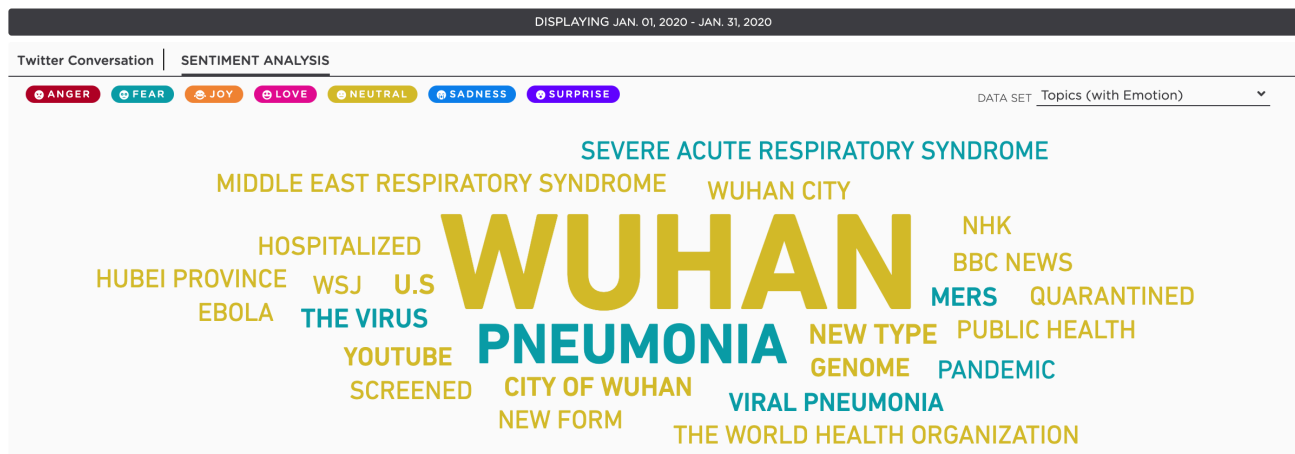 DISPLAYING JAN. 01, 2020 - JAN. 31, 2020
Twitter Conversation | SENTIMENT ANALYSIS
ANGER FEAR JOY LOVE NEUTRAL SADNESS SURPRISE
DATA SET Topics (with Emotion)
SEVERE ACUTE RESPIRATORY SYNDROME
MIDDLE EAST RESPIRATORY SYNDROME
WUHAN CITY
WUHAN
NHK
HOSPITALIZED
BBC NEWS
HUBEI PROVINCE
WSJ
U.S
MERS
QUARANTINED
EBOLA
THE VIRUS
PNEUMONIA
NEW TYPE
PUBLIC HEALTH
YOUTUBE
GENOME
PANDEMIC
SCREENED
CITY OF WUHAN
VIRAL PNEUMONIA
NEW FORM
THE WORLD HEALTH ORGANIZATION